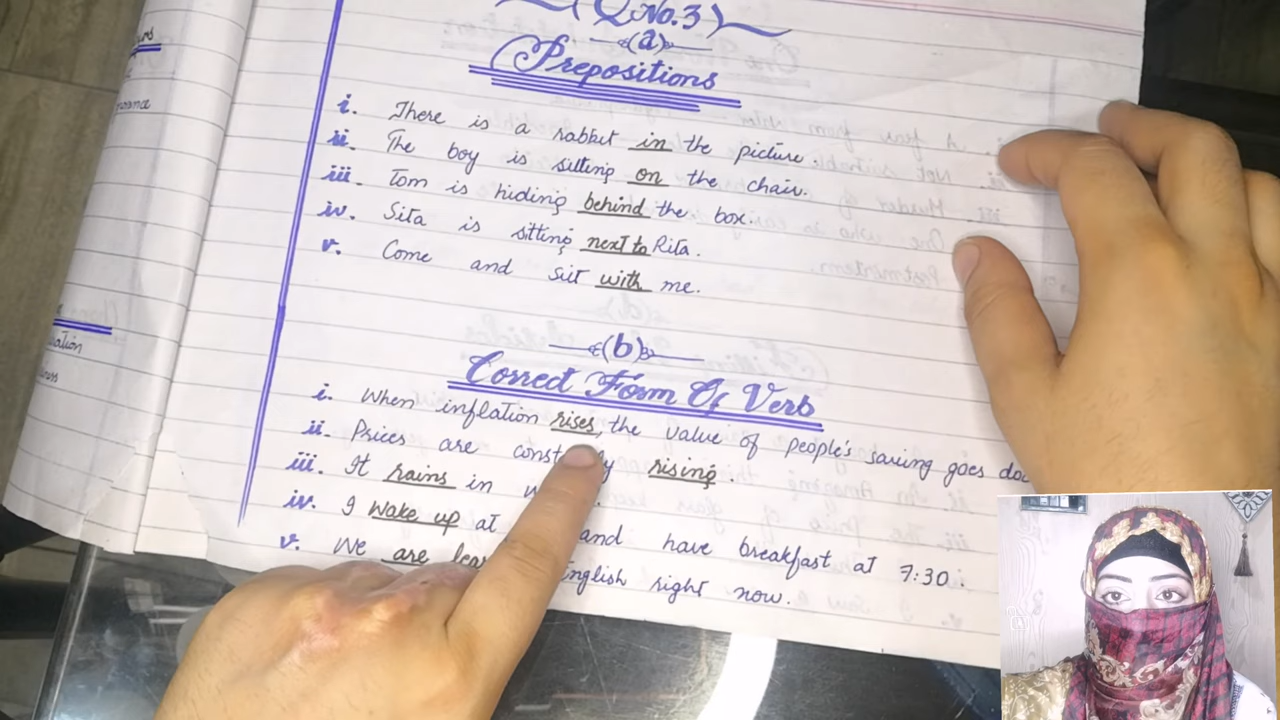 (Q No.3)
(a)
Prepositions
i. There is a rabbit in the picture.
ii. The boy is sitting on the chair.
iii. Tom is hiding behind the box.
iv. Sita is sitting next to Rita.
v. Come and sit with me.
(b)
Correct Form Of Verb
i. When inflation rises, the value of people's saving goes do
ii. Prices are constantly rising.
iii. It rains in
iv. I wake up at and have breakfast at 7:30.
v. We are English right now.